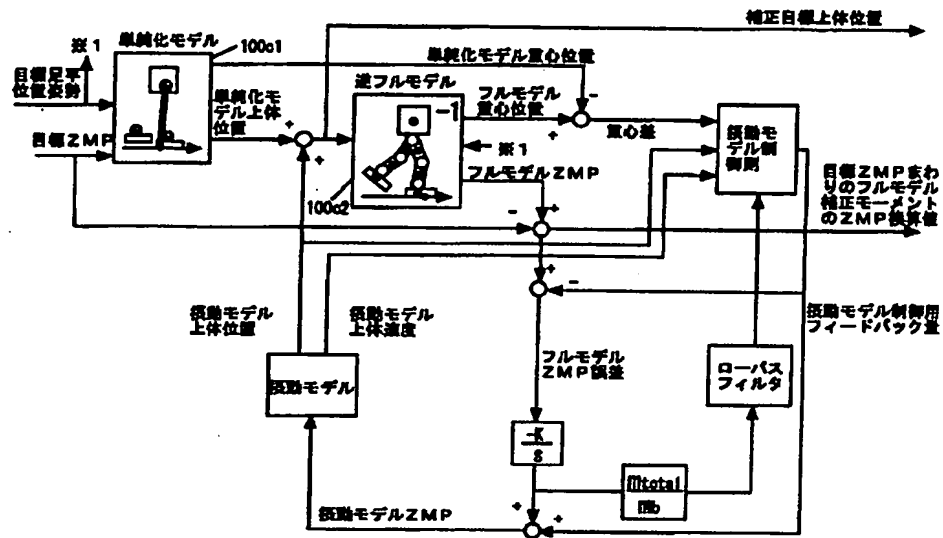 補正目標上体位置
※1
単純化モデル
100c1
単純化モデル重心位置
目標足平
位置姿勢
目標ZMP
単純化モ
デル上体
位置
逆フルモデル
-1
フルモデル
重心位置
重心差
※1
フルモデルZMP
100c2
摂動モ
デル制
御則
目標ZMPまわ
りのフルモデル
補正モーメント
のZMP換算値
摂動モデル
上体位置
摂動モデル
上体速度
摂動モデル制御用
フィードバック量
摂動モデル
フルモデル
ZMP誤差
ローパス
フィルタ
-K
s
mtotal
mb
摂動モデルZMP